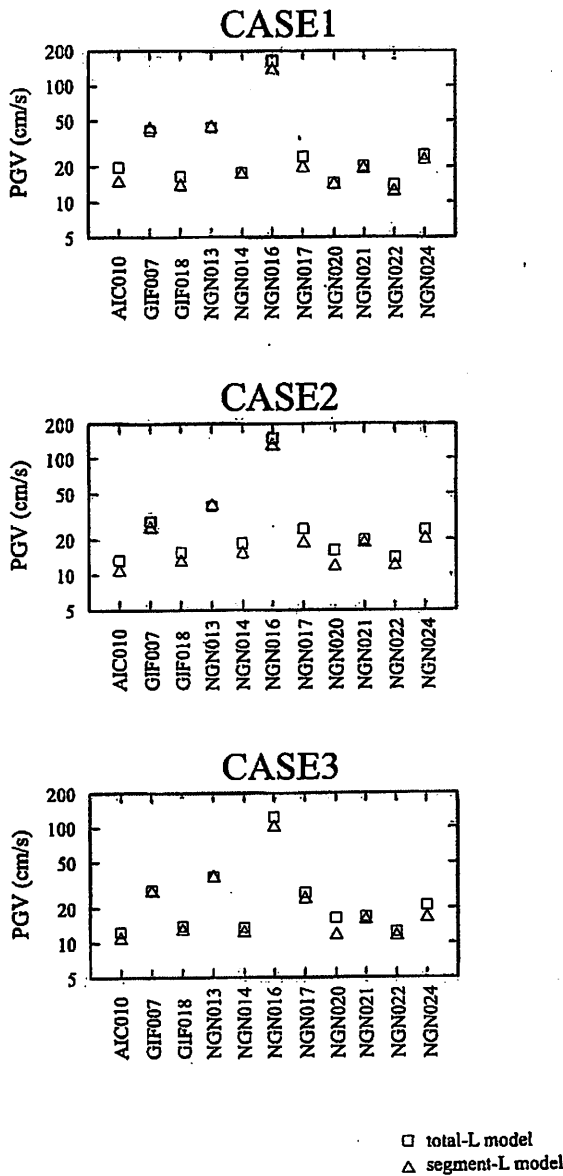 CASE1
PGV (cm/s)
200
100
50
20
10
5
AIC010
GIF007
GIF018
NGN013
NGN014
NGN016
NGN017
NGN020
NGN021
NGN022
NGN024
CASE2
PGV (cm/s)
200
100
50
20
10
5
AIC010
GIF007
GIF018
NGN013
NGN014
NGN016
NGN017
NGN020
NGN021
NGN022
NGN024
CASE3
PGV (cm/s)
200
100
50
20
10
5
AIC010
GIF007
GIF018
NGN013
NGN014
NGN016
NGN017
NGN020
NGN021
NGN022
NGN024
total-L model
segment-L model